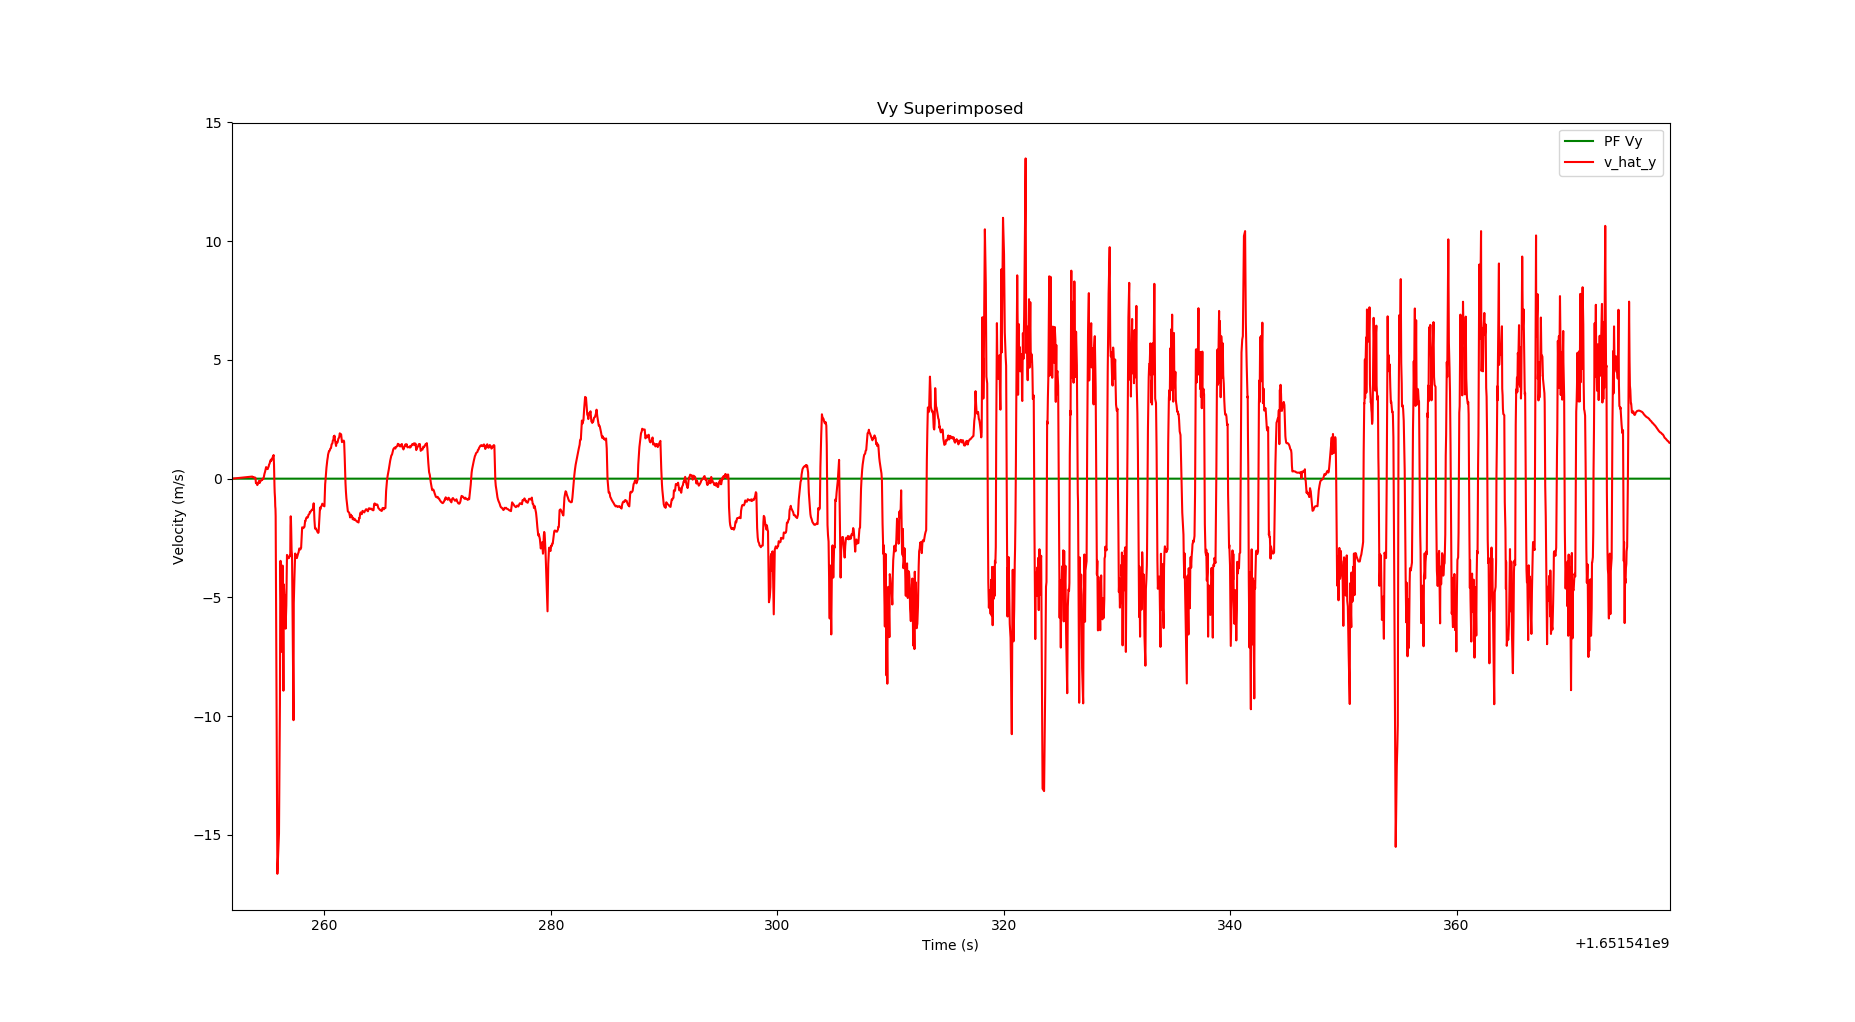 Vy Superimposed
PF Vy
v_hat_y
15
10
5
0
−5
−10
−15
Velocity (m/s)
260 280 300 320 340 360
Time (s)
+1.651541e9